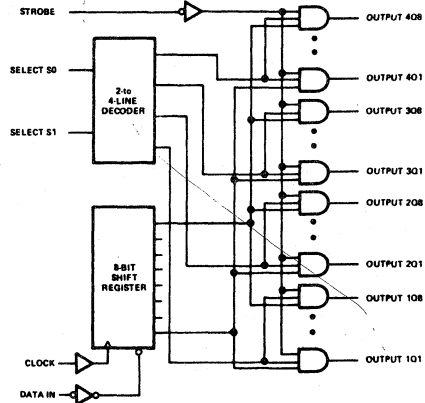 STROBE
OUTPUT 4Q8
SELECT S0
2-to
4-LINE
DECODER
OUTPUT 4Q1
OUTPUT 3Q8
SELECT S1
OUTPUT 3Q1
OUTPUT 2Q8
8-BIT
SHIFT
REGISTER
OUTPUT 2Q1
OUTPUT 1Q8
CLOCK
OUTPUT 1Q1
DATA IN